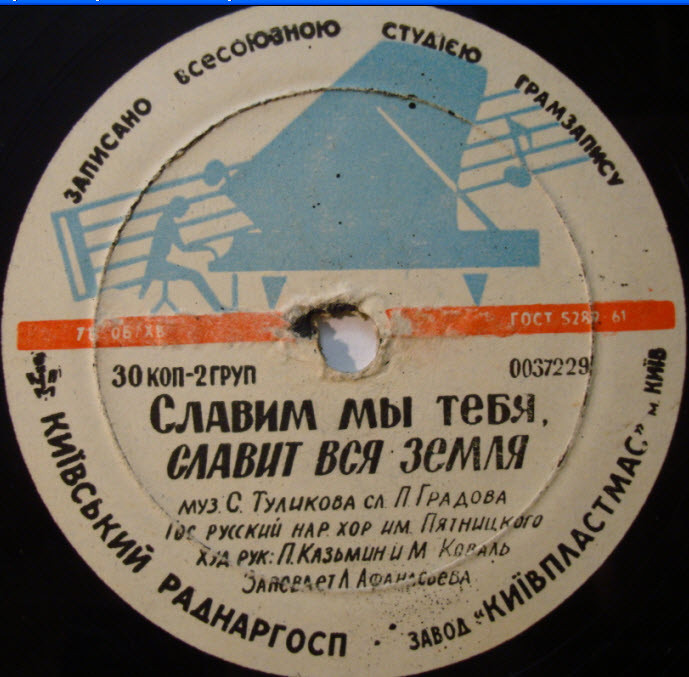 ЗАПИСАНО ВСЕСОЮЗНОЮ СТУДІЄЮ ГРАМЗАПИСУ
ОБ/ХВ
ГОСТ 5289-61
30 КОП-2 ГРУП
0037229
СЛАВИМ МЫ ТЕБЯ,
СЛАВИТ ВСЯ ЗЕМЛЯ
МУЗ. С. ТУЛИКОВА СЛ. П. ГРАДОВА
ГОС РУССКИЙ НАР. ХОР ИМ. ПЯТНИЦКОГО
ХУД РУК: П. КАЗЬМИН И М. КОВАЛЬ
ЗАПЕВАЕТ А. АФАНАСЬЕВА
КИЇВСЬКИЙ РАДНАРГОСП
ЗАВОД "КИЇВПЛАСТМАС" М. КИЇВ